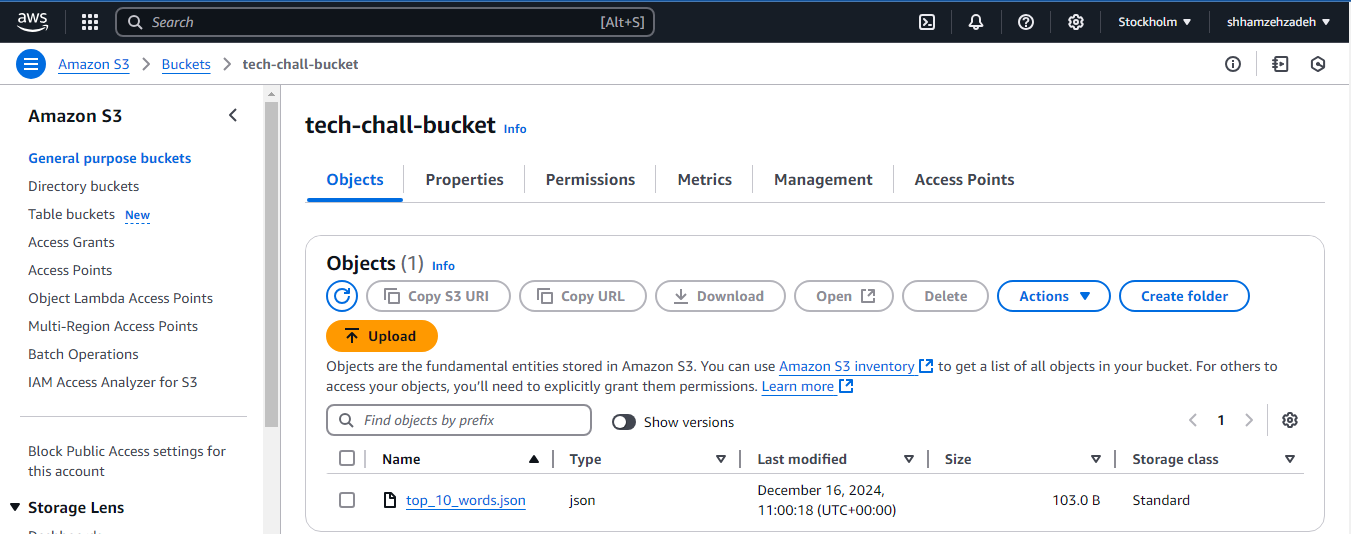 aws
Search [Alt+S] Stockholm shhamzehzadeh
Amazon S3 Buckets tech-chall-bucket
Amazon S3
General purpose buckets
Directory buckets
Table buckets New
Access Grants
Access Points
Object Lambda Access Points
Multi-Region Access Points
Batch Operations
IAM Access Analyzer for S3
Block Public Access settings for
this account
Storage Lens
tech-chall-bucket Info
Objects Properties Permissions Metrics Management Access Points
Objects (1) Info
Copy S3 URI Copy URL Download Open Delete Actions Create folder
Upload
Objects are the fundamental entities stored in Amazon S3. You can use Amazon S3 inventory to get a list of all objects in your bucket. For others to
access your objects, you'll need to explicitly grant them permissions. Learn more
Find objects by prefix Show versions 1
Name Type Last modified Size Storage class
top_10_words.json json December 16, 2024, 103.0 B Standard
11:00:18 (UTC+00:00)